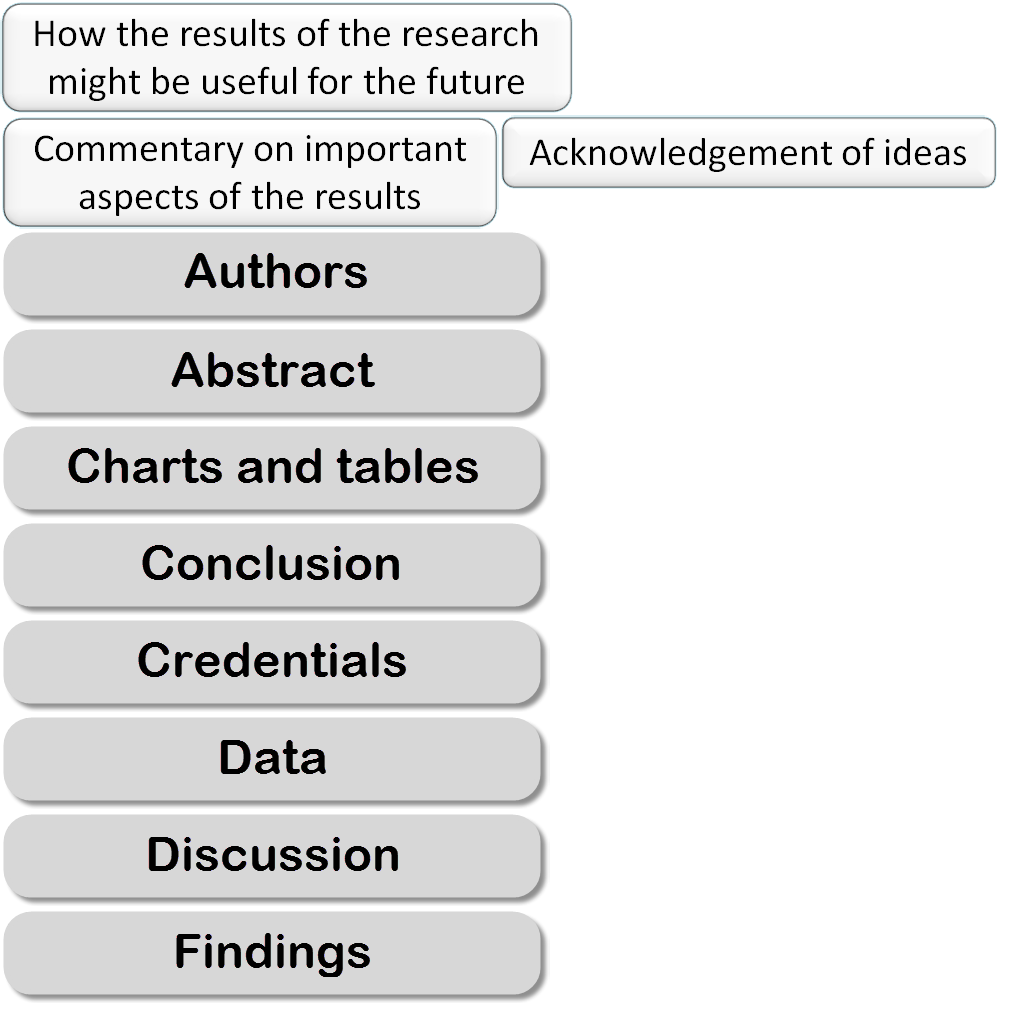 How the results of the research
might be useful for the future
Commentary on important
aspects of the results
Acknowledgement of ideas
Authors
Abstract
Charts and tables
Conclusion
Credentials
Data
Discussion
Findings